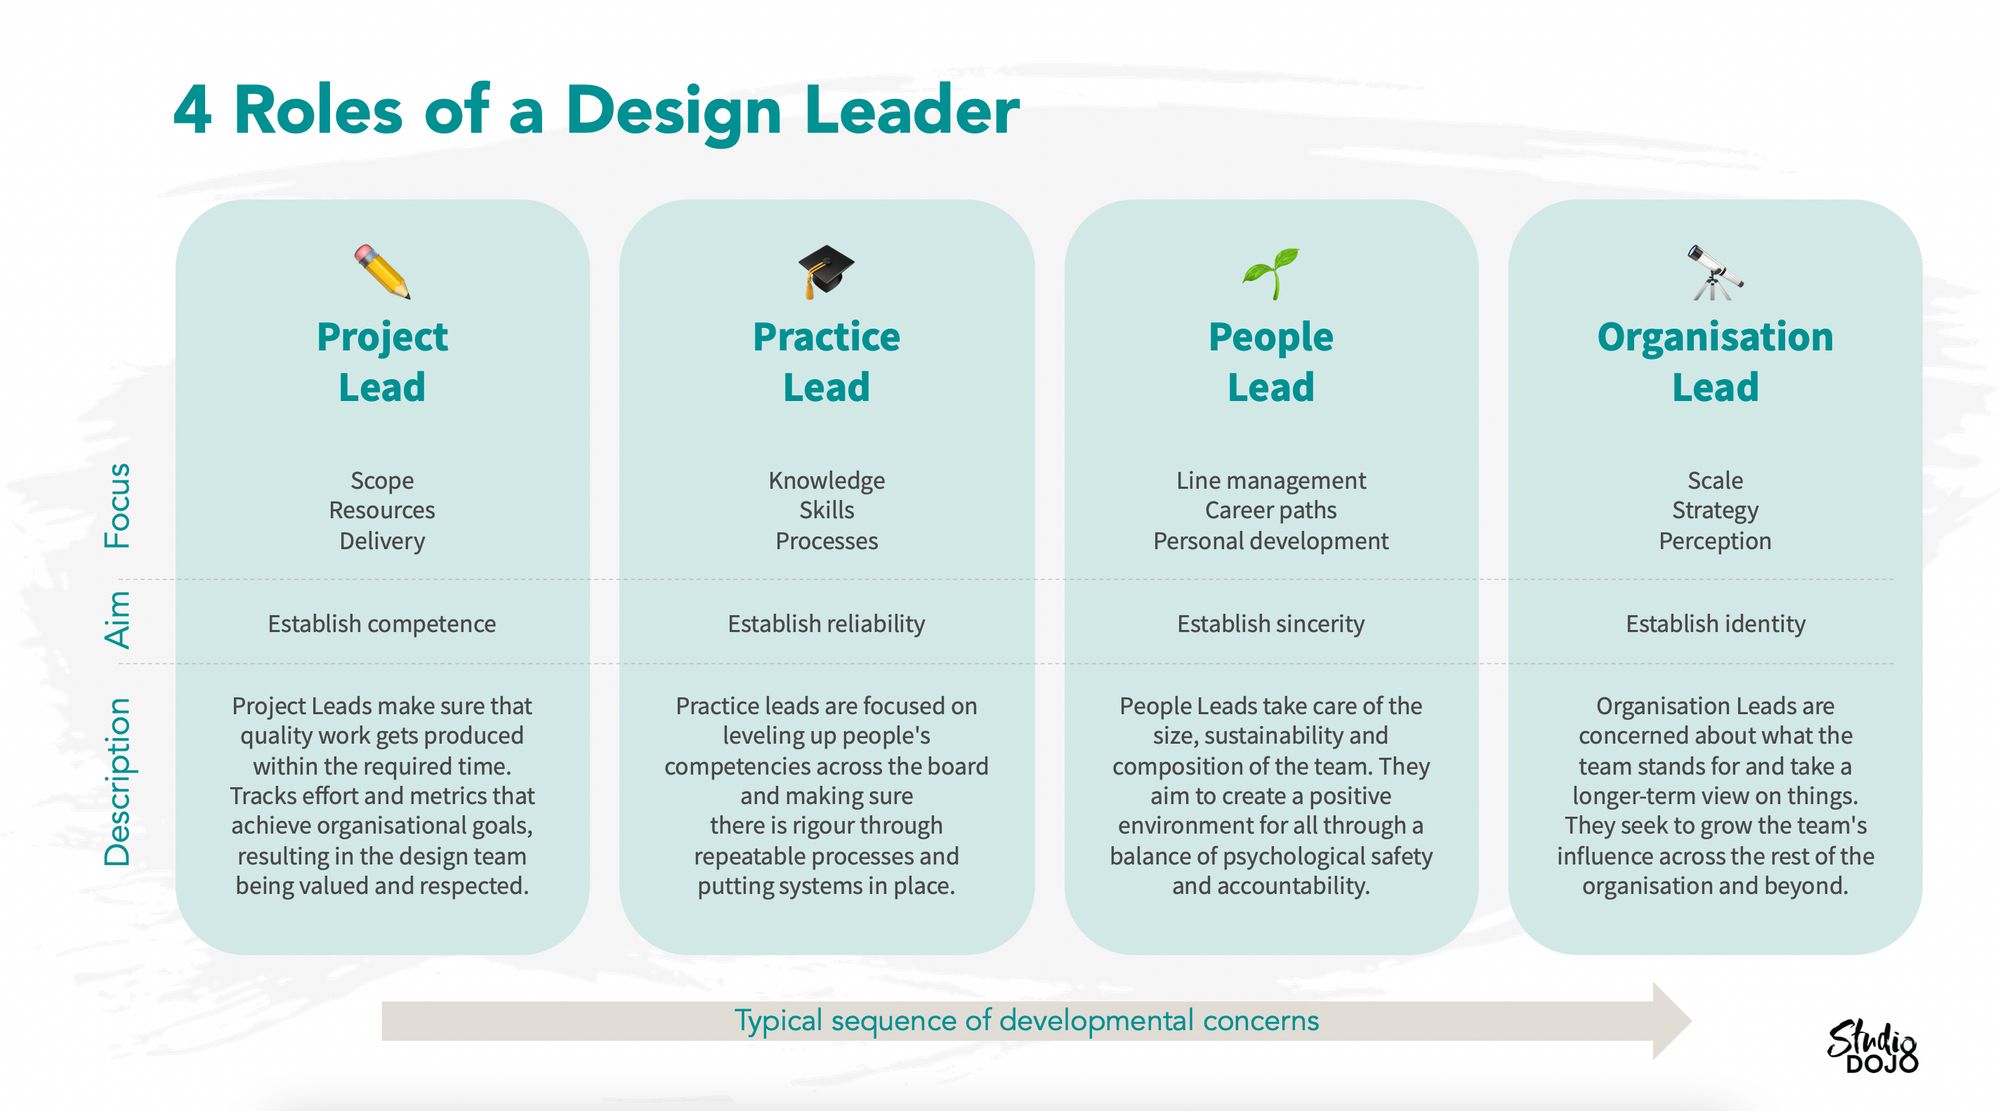 4 Roles of a Design Leader
Project
Lead
Practice
Lead
People
Lead
Organisation
Lead
Focus
Scope
Resources
Delivery
Knowledge
Skills
Processes
Line management
Career paths
Personal development
Scale
Strategy
Perception
Aim
Establish competence
Establish reliability
Establish sincerity
Establish identity
Description
Project Leads make sure that
quality work gets produced
within the required time.
Tracks effort and metrics that
achieve organisational goals,
resulting in the design team
being valued and respected.
Practice leads are focused on
leveling up people's
competencies across the board
and making sure
there is rigour through
repeatable processes and
putting systems in place.
People Leads take care of the
size, sustainability and
composition of the team. They
aim to create a positive
environment for all through a
balance of psychological safety
and accountability.
Organisation Leads are
concerned about what the
team stands for and take a
longer-term view on things.
They seek to grow the team's
influence across the rest of the
organisation and beyond.
Typical sequence of developmental concerns
Studio
DOJO